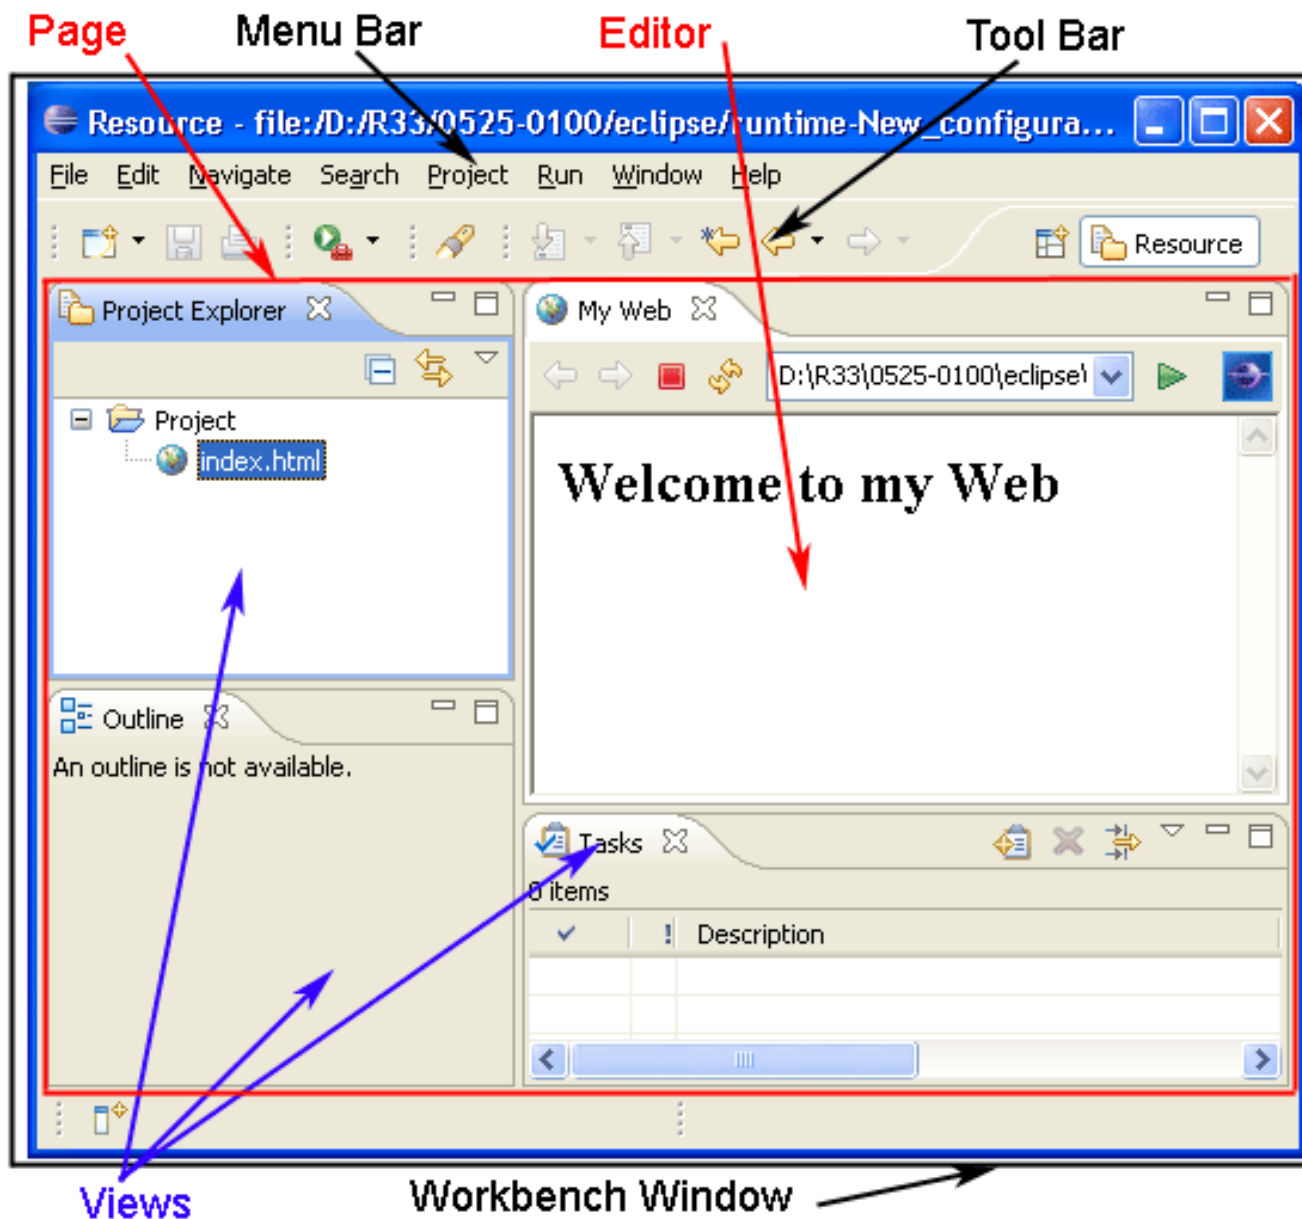 Page Menu Bar Editor Tool Bar
Resource - file:/D:/R33/0525-0100/eclipse/runtime-New_configura...
File Edit Navigate Search Project Run Window Help
Resource
Project Explorer
My Web
D:\R33\0525-0100\eclipse\
Project
index.html
Welcome to my Web
Outline
An outline is not available.
Tasks
0 items
! Description
Views
Workbench Window